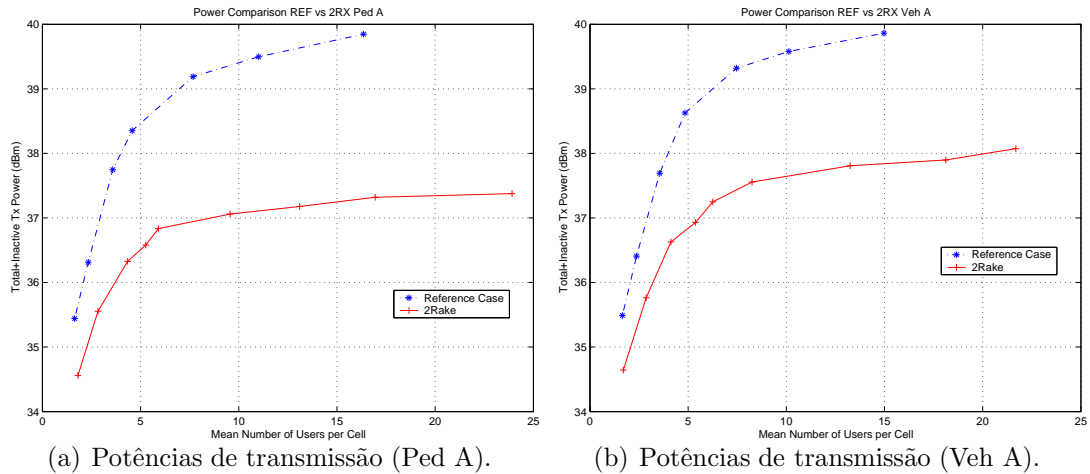 Power Comparison REF vs 2RX Ped A
40
39
38
37
36
35
34
Total+Inactive Tx Power (dBm)
Reference Case
2Rake
0 5 10 15 20 25
Mean Number of Users per Cell
(a) Potências de transmissão (Ped A).
Power Comparison REF vs 2RX Veh A
40
39
38
37
36
35
34
Total+Inactive Tx Power (dBm)
Reference Case
2Rake
0 5 10 15 20 25
Mean Number of Users per Cell
(b) Potências de transmissão (Veh A).